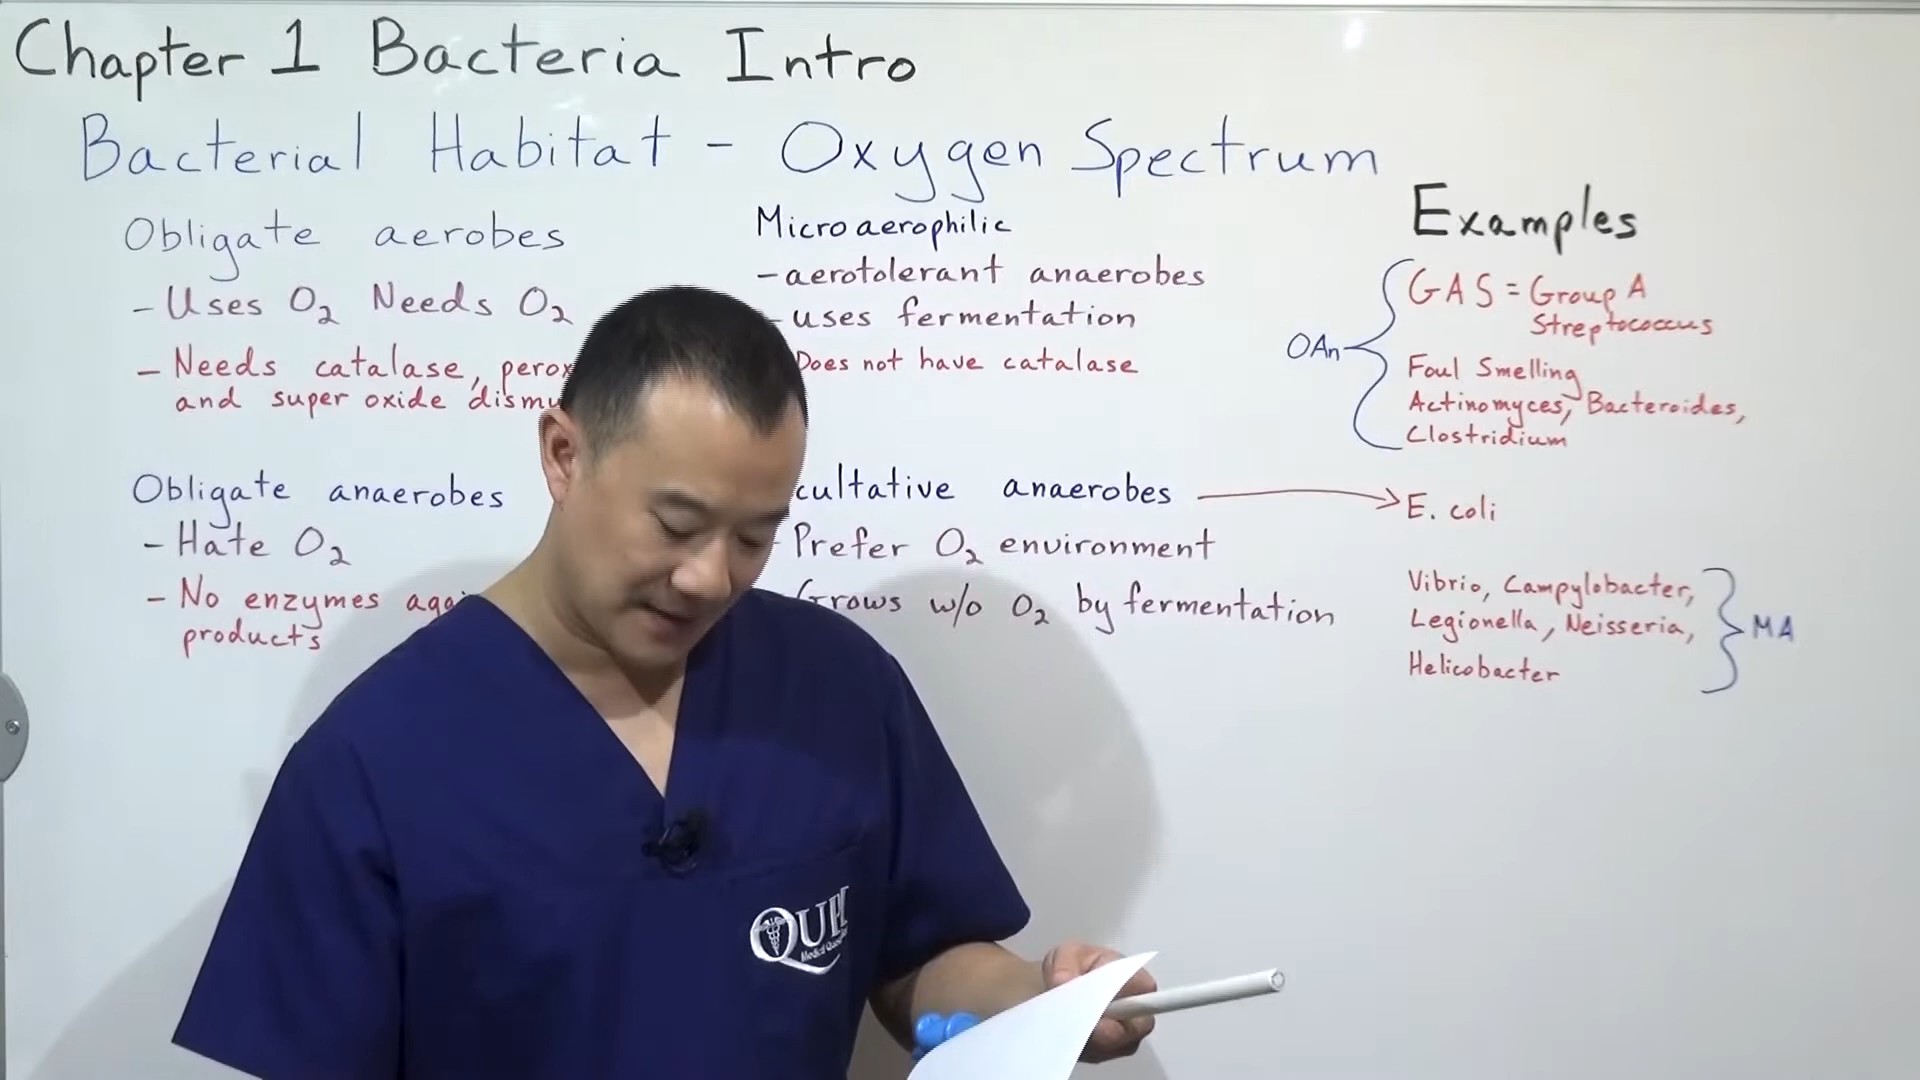 Chapter 1 Bacteria Intro
Bacterial Habitat - Oxygen Spectrum
Obligate aerobes
- Uses O₂ Needs O₂
- Needs catalase,
and super oxide
Obligate anaerobes
- Hate O₂
- No enzymes
products
Microaerophilic
- aerotolerant anaerobes
- uses fermentation
Does not have catalase
anaerobes
- Prefer O₂ environment
Grows w/o O₂ by fermentation
Examples
OAn
GAS = Group A
Streptococcus
Foul Smelling
Actinomyces, Bacteroides,
Clostridium
E. coli
Vibrio, Campylobacter,
Legionella, Neisseria,
Helicobacter
MA